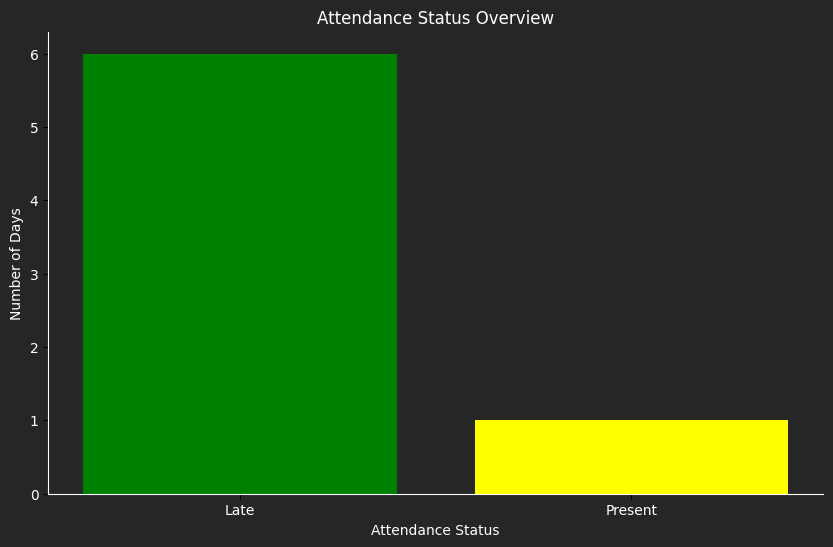 Attendance Status Overview
Number of Days
6
5
4
3
2
1
0
Late
Present
Attendance Status